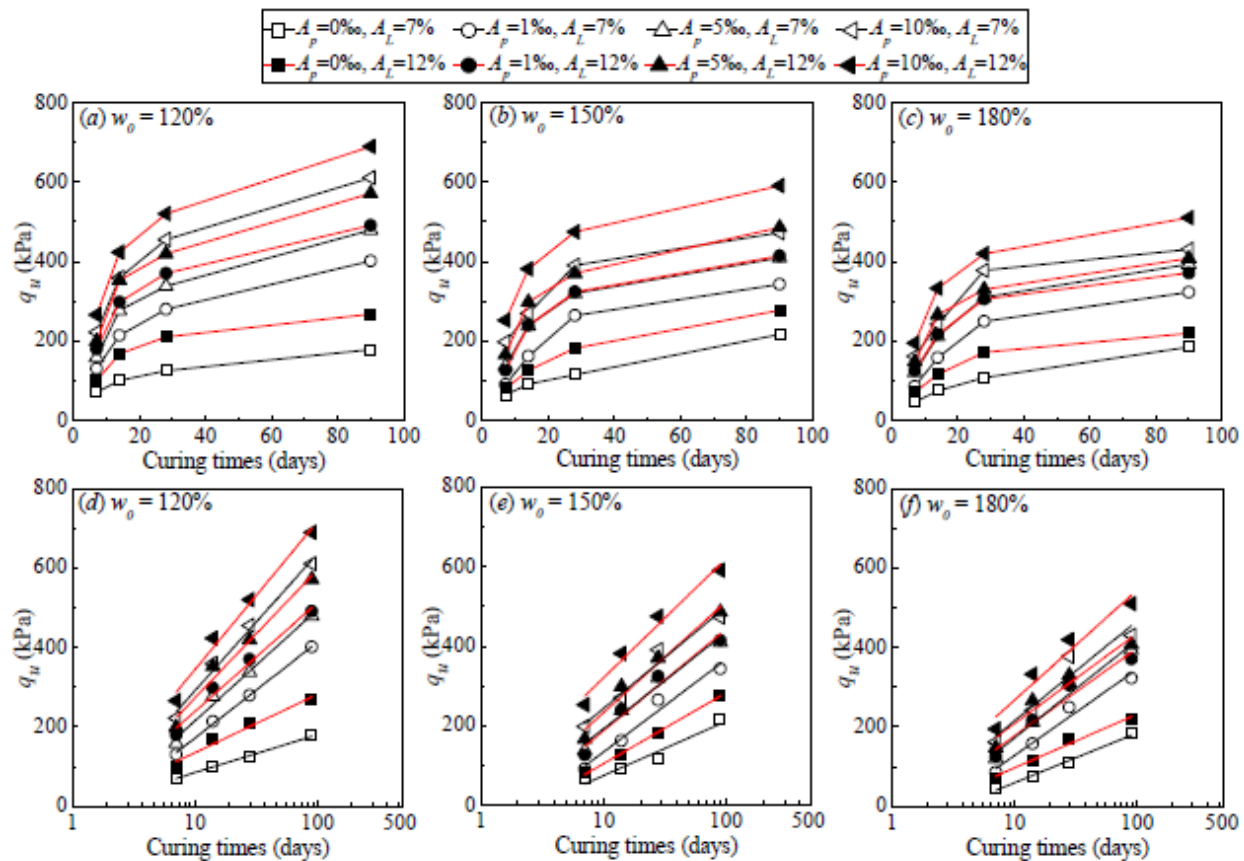 A_p=0‰, A_L=7% A_p=1‰, A_L=7% A_p=5‰, A_L=7% A_p=10‰, A_L=7%
A_p=0‰, A_L=12% A_p=1‰, A_L=12% A_p=5‰, A_L=12% A_p=10‰, A_L=12%
(a) w_o = 120%
q_u (kPa)
800
600
400
200
0
0 20 40 60 80 100
Curing times (days)
(b) w_o = 150%
q_u (kPa)
800
600
400
200
0
0 20 40 60 80 100
Curing times (days)
(c) w_o = 180%
q_u (kPa)
800
600
400
200
0
0 20 40 60 80 100
Curing times (days)
(d) w_o = 120%
q_u (kPa)
800
600
400
200
0
1 10 100 500
Curing times (days)
(e) w_o = 150%
q_u (kPa)
800
600
400
200
0
1 10 100 500
Curing times (days)
(f) w_o = 180%
q_u (kPa)
800
600
400
200
0
1 10 100 500
Curing times (days)